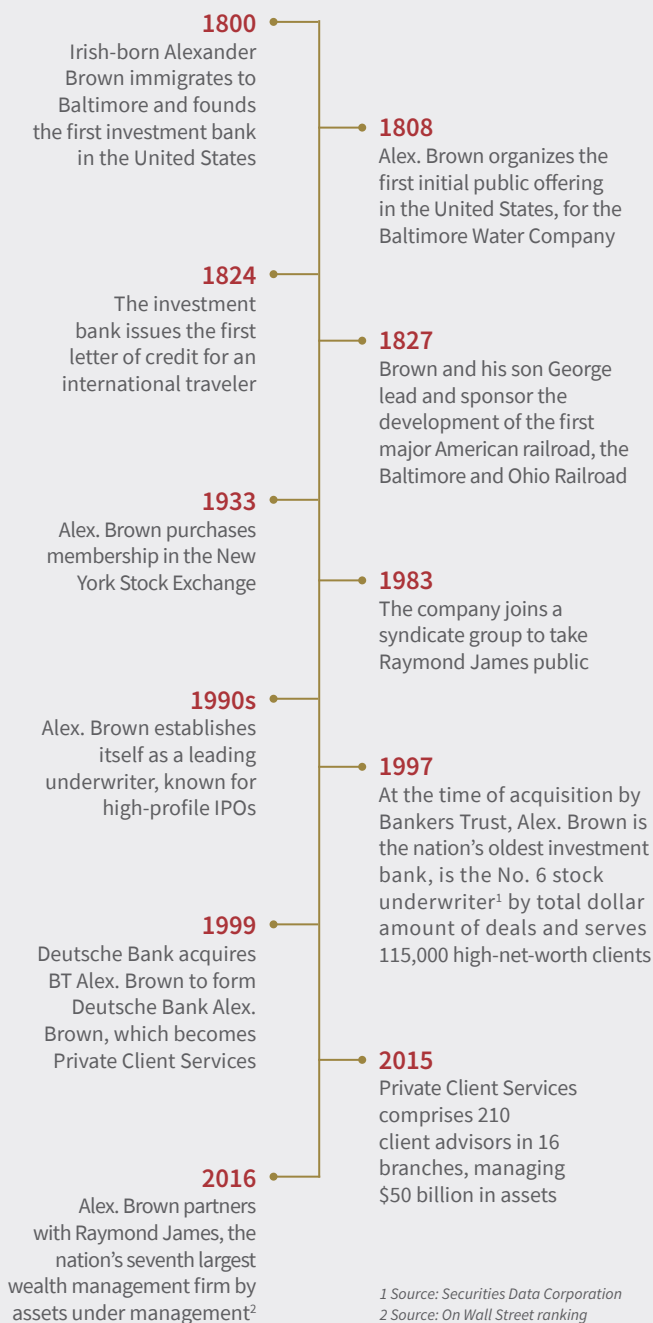 1800
Irish-born Alexander
Brown immigrates to
Baltimore and founds
the first investment bank
in the United States
1808
Alex. Brown organizes the
first initial public offering
in the United States, for the
Baltimore Water Company
1824
The investment
bank issues the first
letter of credit for an
international traveler
1827
Brown and his son George
lead and sponsor the
development of the first
major American railroad, the
Baltimore and Ohio Railroad
1933
Alex. Brown purchases
membership in the New
York Stock Exchange
1983
The company joins a
syndicate group to take
Raymond James public
1990s
Alex. Brown establishes
itself as a leading
underwriter, known for
high-profile IPOs
1997
At the time of acquisition by
Bankers Trust, Alex. Brown is
the nation’s oldest investment
bank, is the No. 6 stock
underwriter¹ by total dollar
amount of deals and serves
115,000 high-net-worth clients
1999
Deutsche Bank acquires
BT Alex. Brown to form
Deutsche Bank Alex.
Brown, which becomes
Private Client Services
2015
Private Client Services
comprises 210
client advisors in 16
branches, managing
$50 billion in assets
2016
Alex. Brown partners
with Raymond James, the
nation’s seventh largest
wealth management firm by
assets under management²
1 Source: Securities Data Corporation
2 Source: On Wall Street ranking